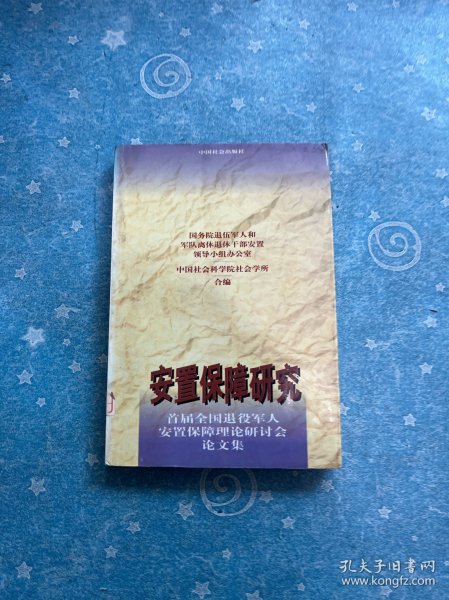 中国社会出版社
国务院退伍军人和
军队离休退休干部安置
领导小组办公室
中国社会科学院社会学所
合编
安置保障研究
首届全国退役军人
安置保障理论研讨会
论文集
孔夫子旧书网
www.kongfz.com